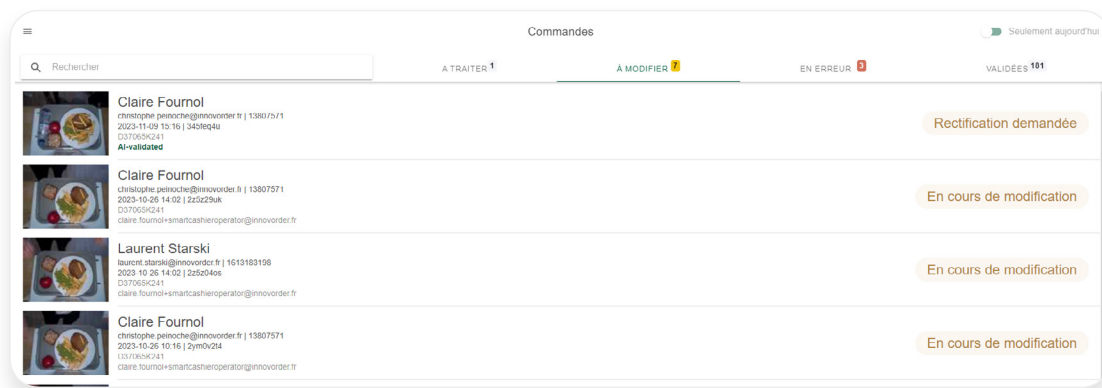 Commandes
Seulement aujourd'hui
Rechercher
A TRAITER 1
À MODIFIER 7
EN ERREUR 3
VALIDÉES 181
Claire Fournol
christophe.peinoche@innovorder.fr | 13807571
2023-11-09 15:16 | 345feq4u
D37065K241
AI-validated
Rectification demandée
Claire Fournol
christophe.peinoche@innovorder.fr | 13807571
2023-10-26 14:02 | 2z5z29uk
D37065K241
claire.fournol+smartcashieroperator@innovorder.fr
En cours de modification
Laurent Starski
laurent.starski@innovorder.fr | 1613183198
2023-10-26 14:02 | 2z5z04os
D37065K241
claire.fournol+smartcashieroperator@innovorder.fr
En cours de modification
Claire Fournol
christophe.peinoche@innovorder.fr | 13807571
2023-10-26 10:16 | 2ym0v2t4
D37065K241
claire.fournol+smartcashieroperator@innovorder.fr
En cours de modification